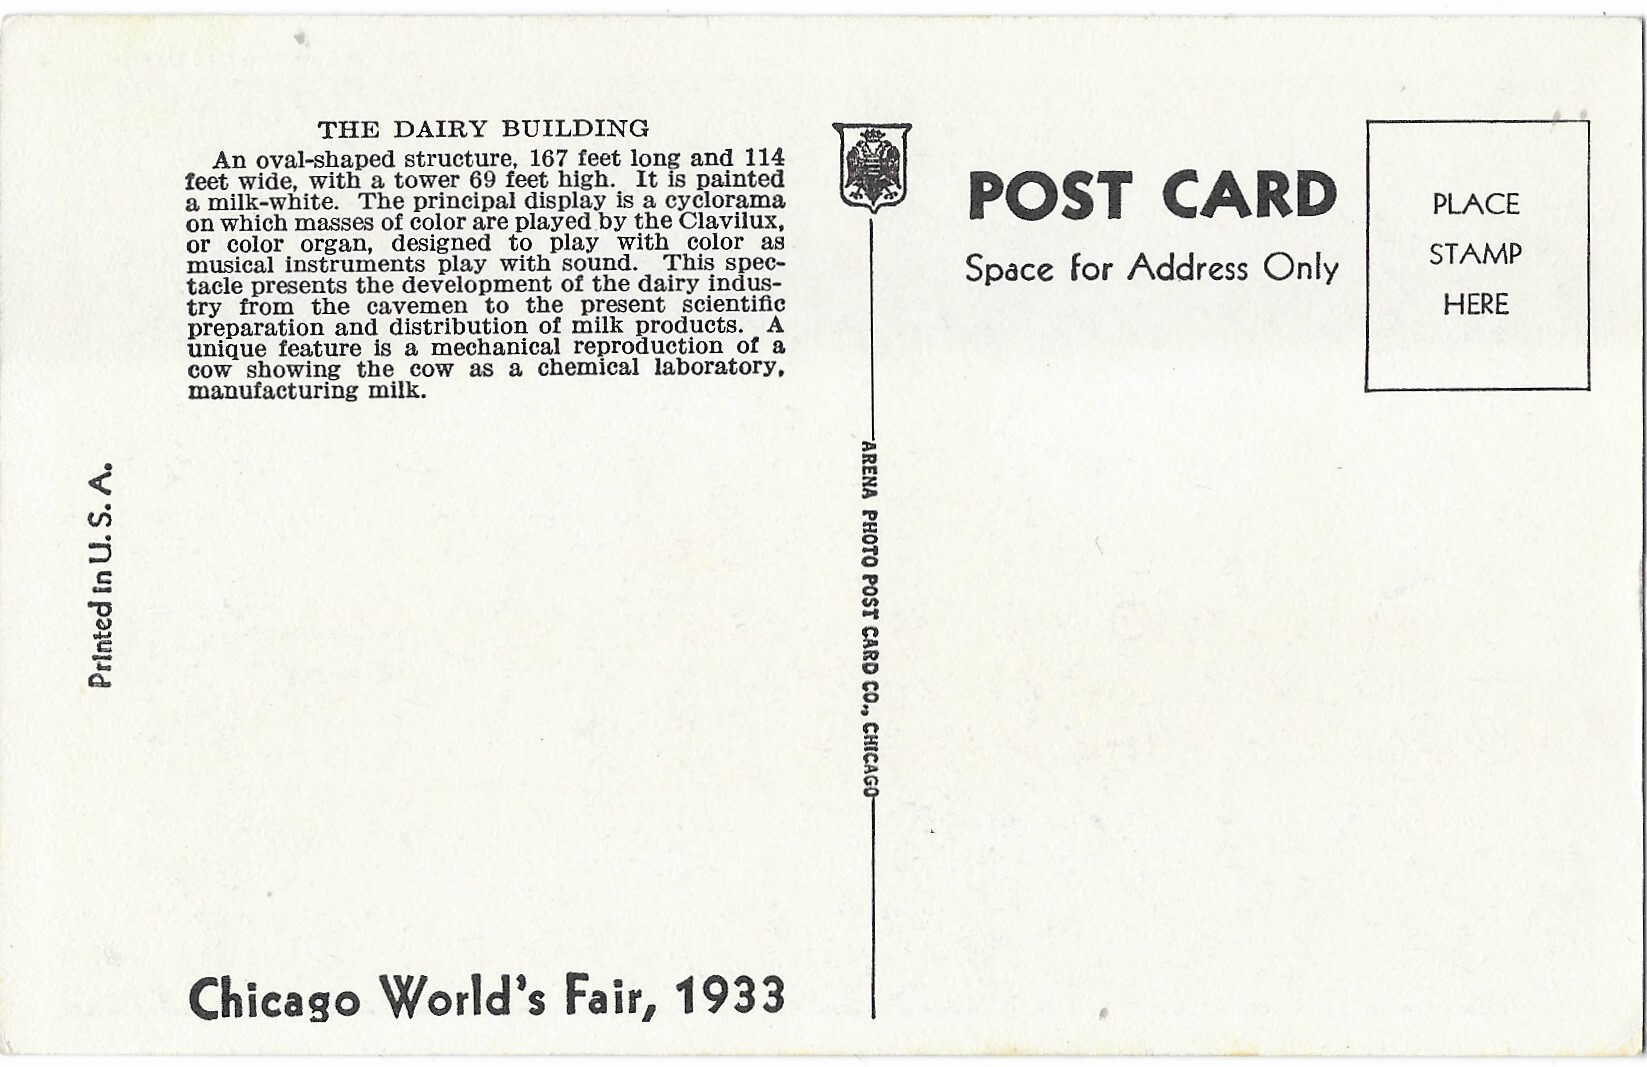 THE DAIRY BUILDING
An oval-shaped structure, 167 feet long and 114
feet wide, with a tower 69 feet high. It is painted
a milk-white. The principal display is a cyclorama
on which masses of color are played by the Clavilux,
or color organ, designed to play with color as
musical instruments play with sound. This spec-
tacle presents the development of the dairy indus-
try from the cavemen to the present scientific
preparation and distribution of milk products. A
unique feature is a mechanical reproduction of a
cow showing the cow as a chemical laboratory,
manufacturing milk.
Printed in U. S. A.
Chicago World's Fair, 1933
ARENA PHOTO POST CARD CO., CHICAGO
POST CARD
Space for Address Only
PLACE
STAMP
HERE